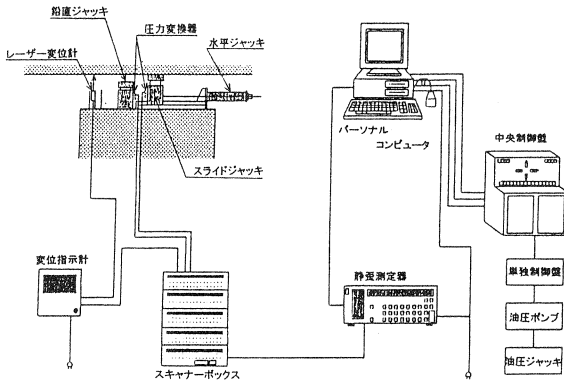 鉛直ジャッキ
圧力変換器
水平ジャッキ
レーザー変位計
スライドジャッキ
パーソナル
コンピュータ
中央制御盤
変位指示計
静歪測定器
単独制御盤
油圧ポンプ
油圧ジャッキ
スキャナーボックス